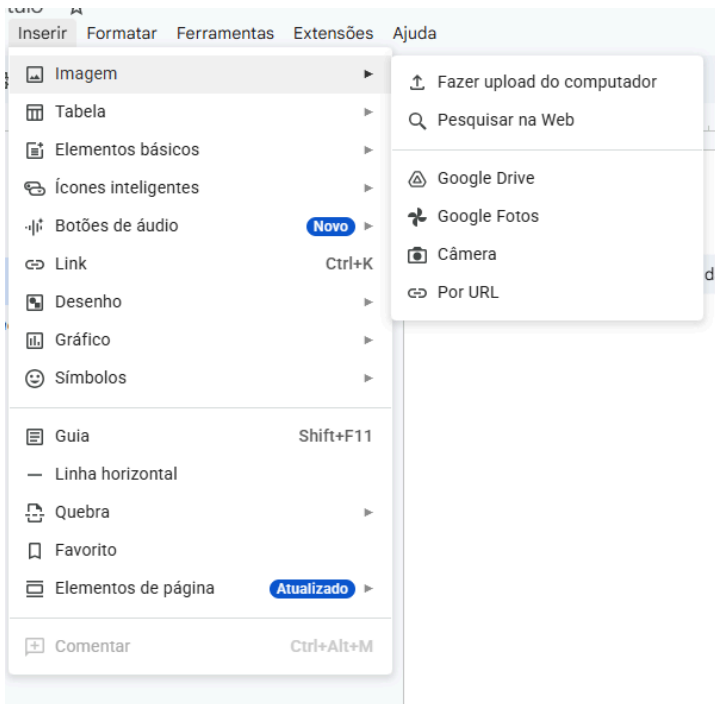 Inserir Formatar Ferramentas Extensões Ajuda
Imagem
Tabela
Elementos básicos
Ícones inteligentes
Botões de áudio Novo
Link Ctrl+K
Desenho
Gráfico
Símbolos
Guia Shift+F11
Linha horizontal
Quebra
Favorito
Elementos de página Atualizado
Comentar Ctrl+Alt+M
Fazer upload do computador
Pesquisar na Web
Google Drive
Google Fotos
Câmera
Por URL
d